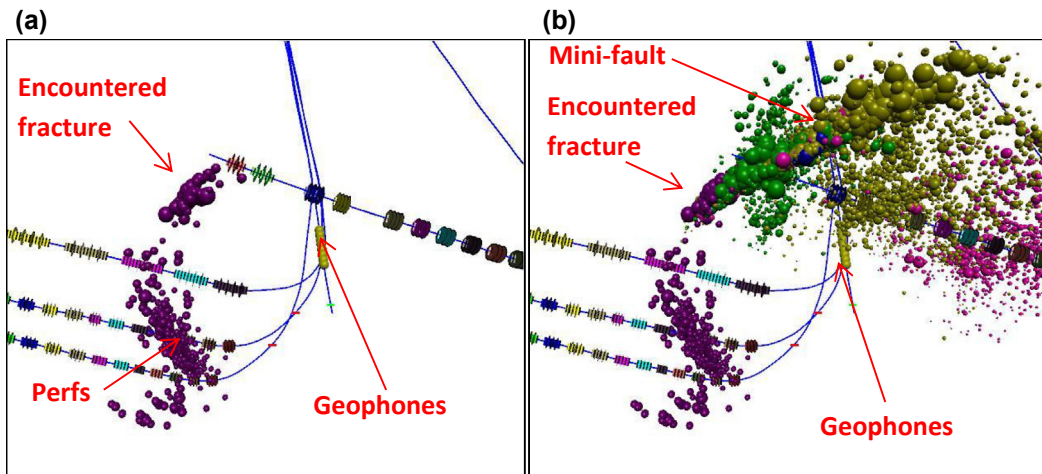 (a)
Encountered
fracture
Perfs
Geophones
(b)
Mini-fault
Encountered
fracture
Geophones